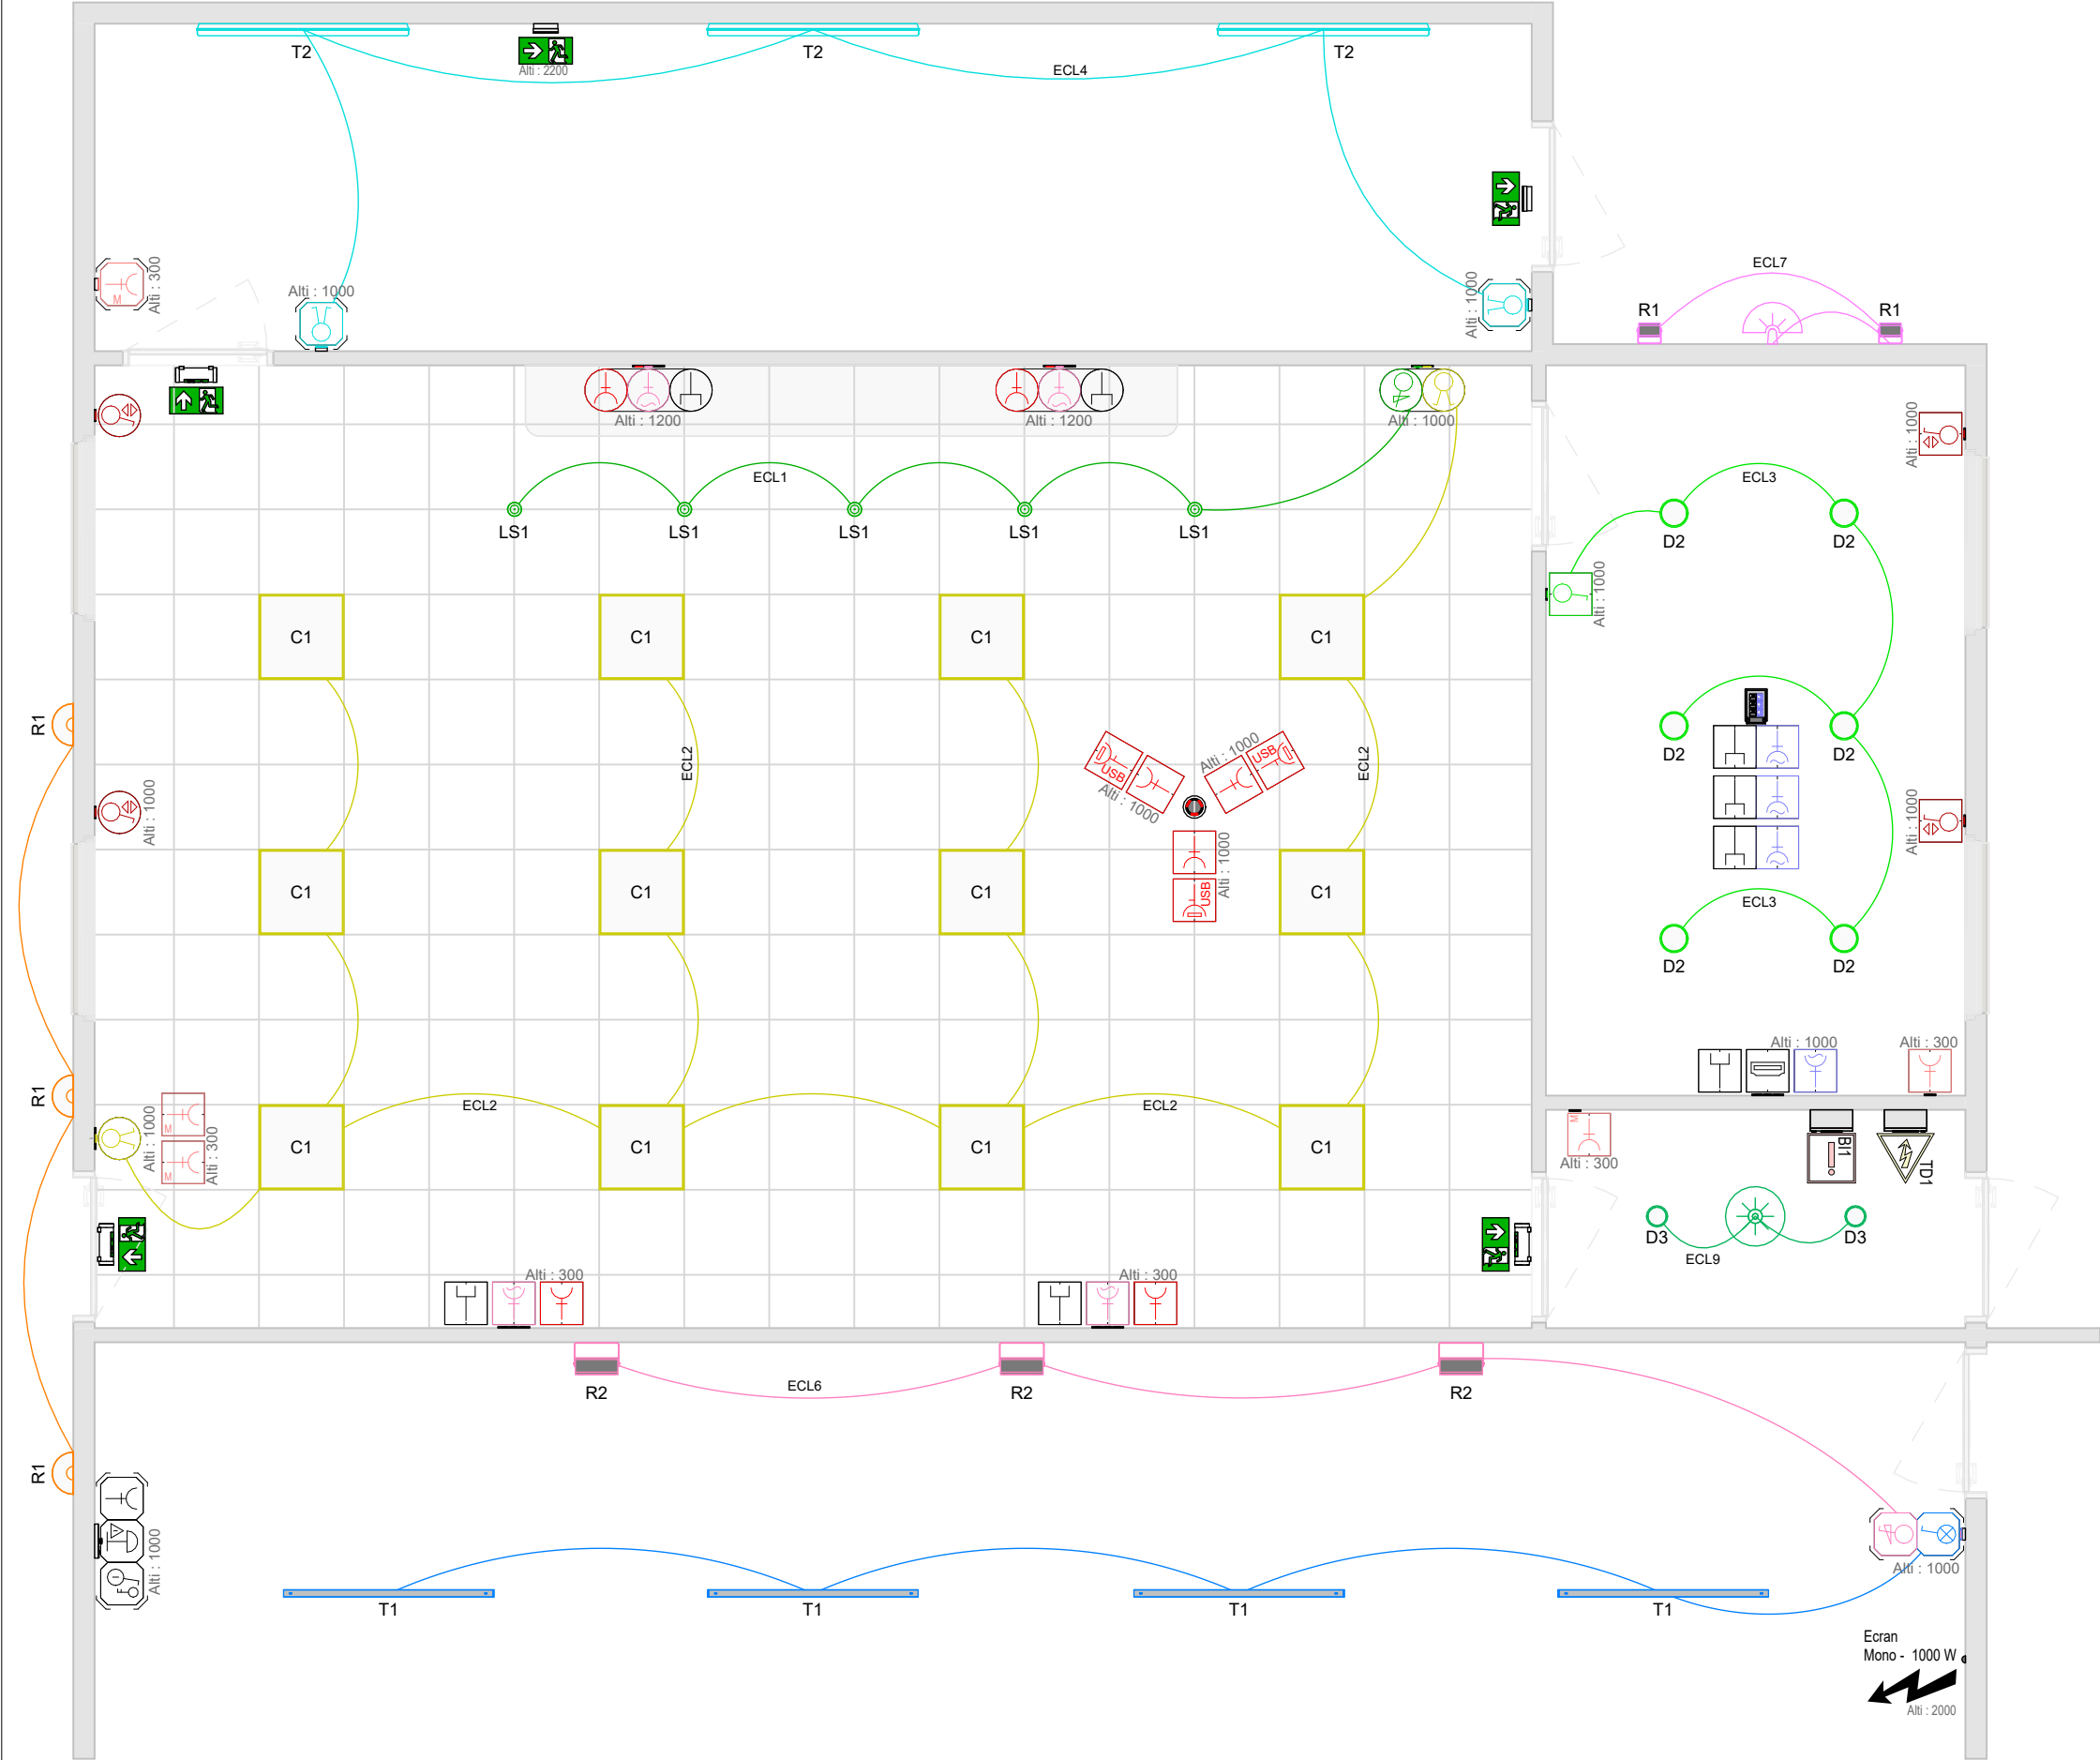 T2
T2
ECL4
T2
Alti : 2200
Alti : 300
M
Alti : 1000
Alti : 1000
ECL7
R1
R1
Alti : 1200
Alti : 1200
Alti : 1000
Alti : 1000
ECL1
ECL3
LS1
LS1
LS1
LS1
LS1
D2
D2
Alti : 1000
C1
C1
C1
C1
R1
ECL2
ECL2
D2
D2
USB
Alti : 1000
Alti : 1000
USB
Alti : 1000
Alti : 1000
Alti : 1000
USB
C1
C1
C1
C1
ECL3
D2
D2
Alti : 1000
Alti : 300
R1
ECL2
ECL2
Alti : 1000
M
M
Alti : 300
C1
C1
C1
C1
M
Alti : 300
BI1
TD1
D3
D3
ECL9
Alti : 300
Alti : 300
R2
ECL6
R2
R2
R1
Alti : 1000
Alti : 1000
T1
T1
T1
T1
Ecran
Mono - 1000 W
Alti : 2000